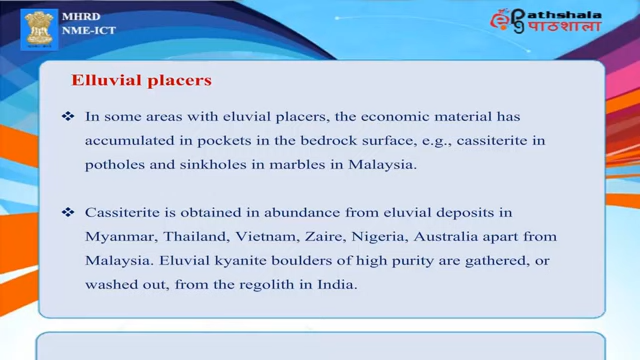 MHRD
NME-ICT
Pathshala
पाठशाला
Elluvial placers
In some areas with eluvial placers, the economic material has
accumulated in pockets in the bedrock surface, e.g., cassiterite in
potholes and sinkholes in marbles in Malaysia.
Cassiterite is obtained in abundance from eluvial deposits in
Myanmar, Thailand, Vietnam, Zaire, Nigeria, Australia apart from
Malaysia. Eluvial kyanite boulders of high purity are gathered, or
washed out, from the regolith in India.